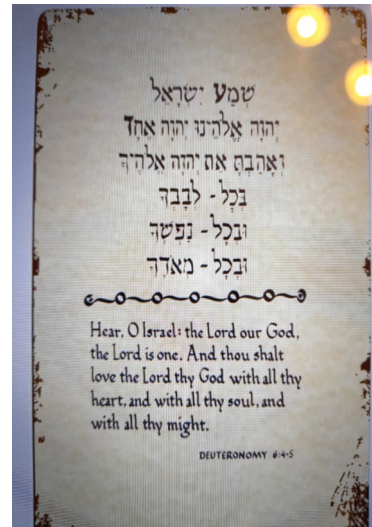 שְׁמַע יִשְׂרָאֵל
יְהוָה אֱלֹהֵינוּ יְהוָה אֶחָד
וְאָהַבְתָּ אֵת יְהוָה אֱלֹהֶיךָ
בְּכָל - לְבָבְךָ
וּבְכָל - נַפְשְׁךָ
וּבְכָל - מְאֹדֶךָ
Hear, O Israel: the Lord our God,
the Lord is one. And thou shalt
love the Lord thy God with all thy
heart, and with all thy soul, and
with all thy might.
DEUTERONOMY 6:4-5